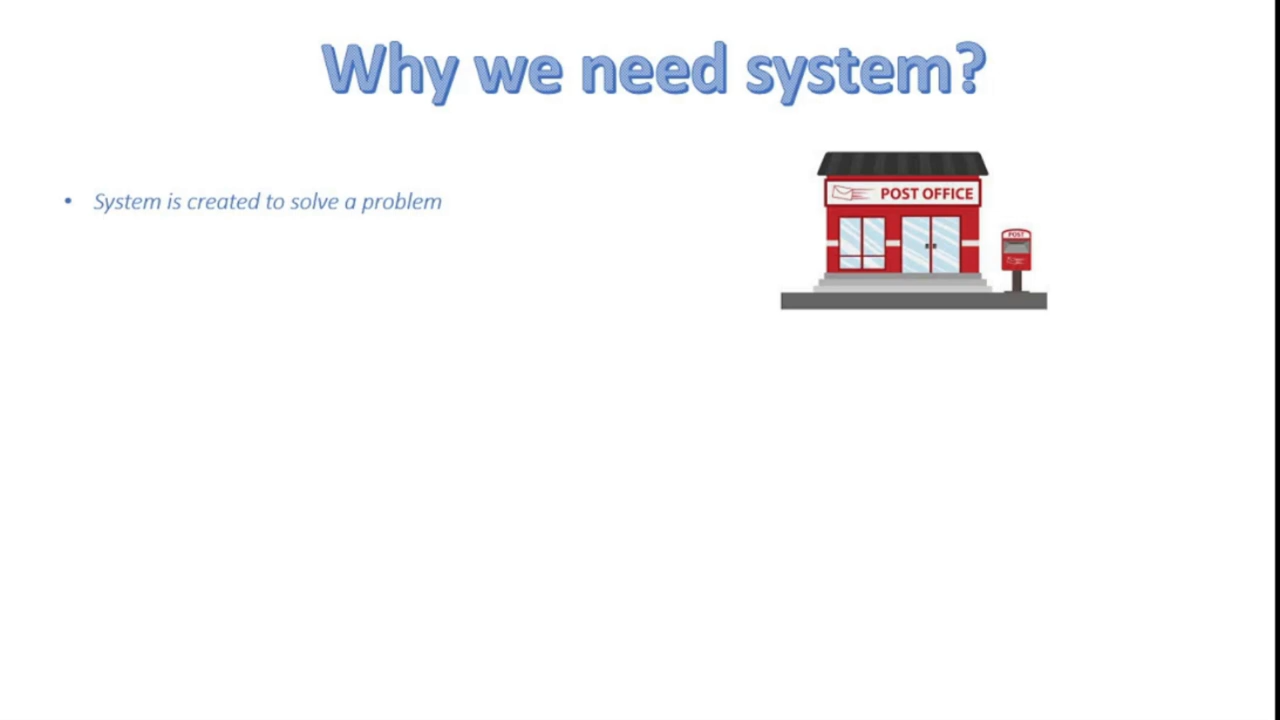 Why we need system?
• System is created to solve a problem
POST OFFICE
POST